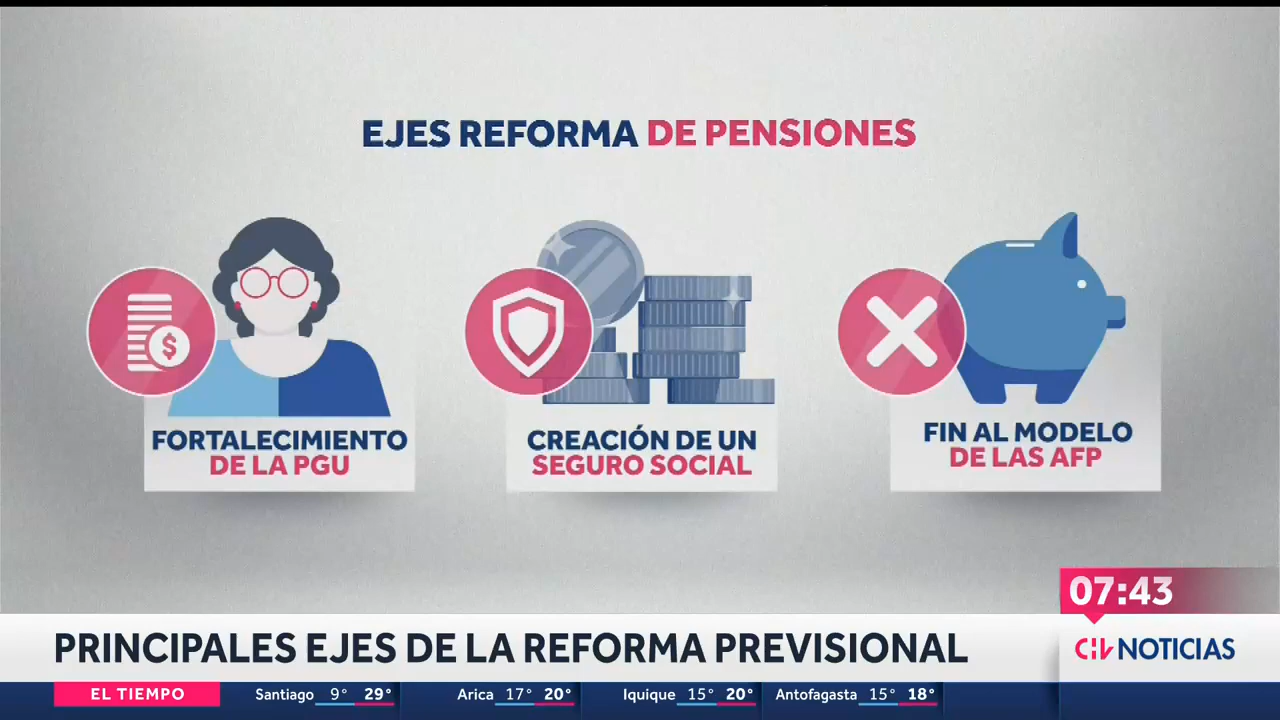 EJES REFORMA DE PENSIONES
$
FORTALECIMIENTO
DE LA PGU
CREACIÓN DE UN
SEGURO SOCIAL
FIN AL MODELO
DE LAS AFP
07:43
PRINCIPALES EJES DE LA REFORMA PREVISIONAL
CHV NOTICIAS
EL TIEMPO Santiago 9° 29° Arica 17° 20° Iquique 15° 20° Antofagasta 15° 18°